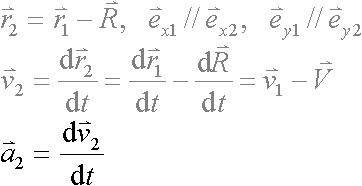 r⃗₂ = r⃗₁ − R⃗, e⃗ₓ₁ // e⃗ₓ₂, e⃗ᵧ₁ // e⃗ᵧ₂
v⃗₂ = dr⃗₂/dt = dr⃗₁/dt − dR⃗/dt = v⃗₁ − V⃗
a⃗₂ = dv⃗₂/dt